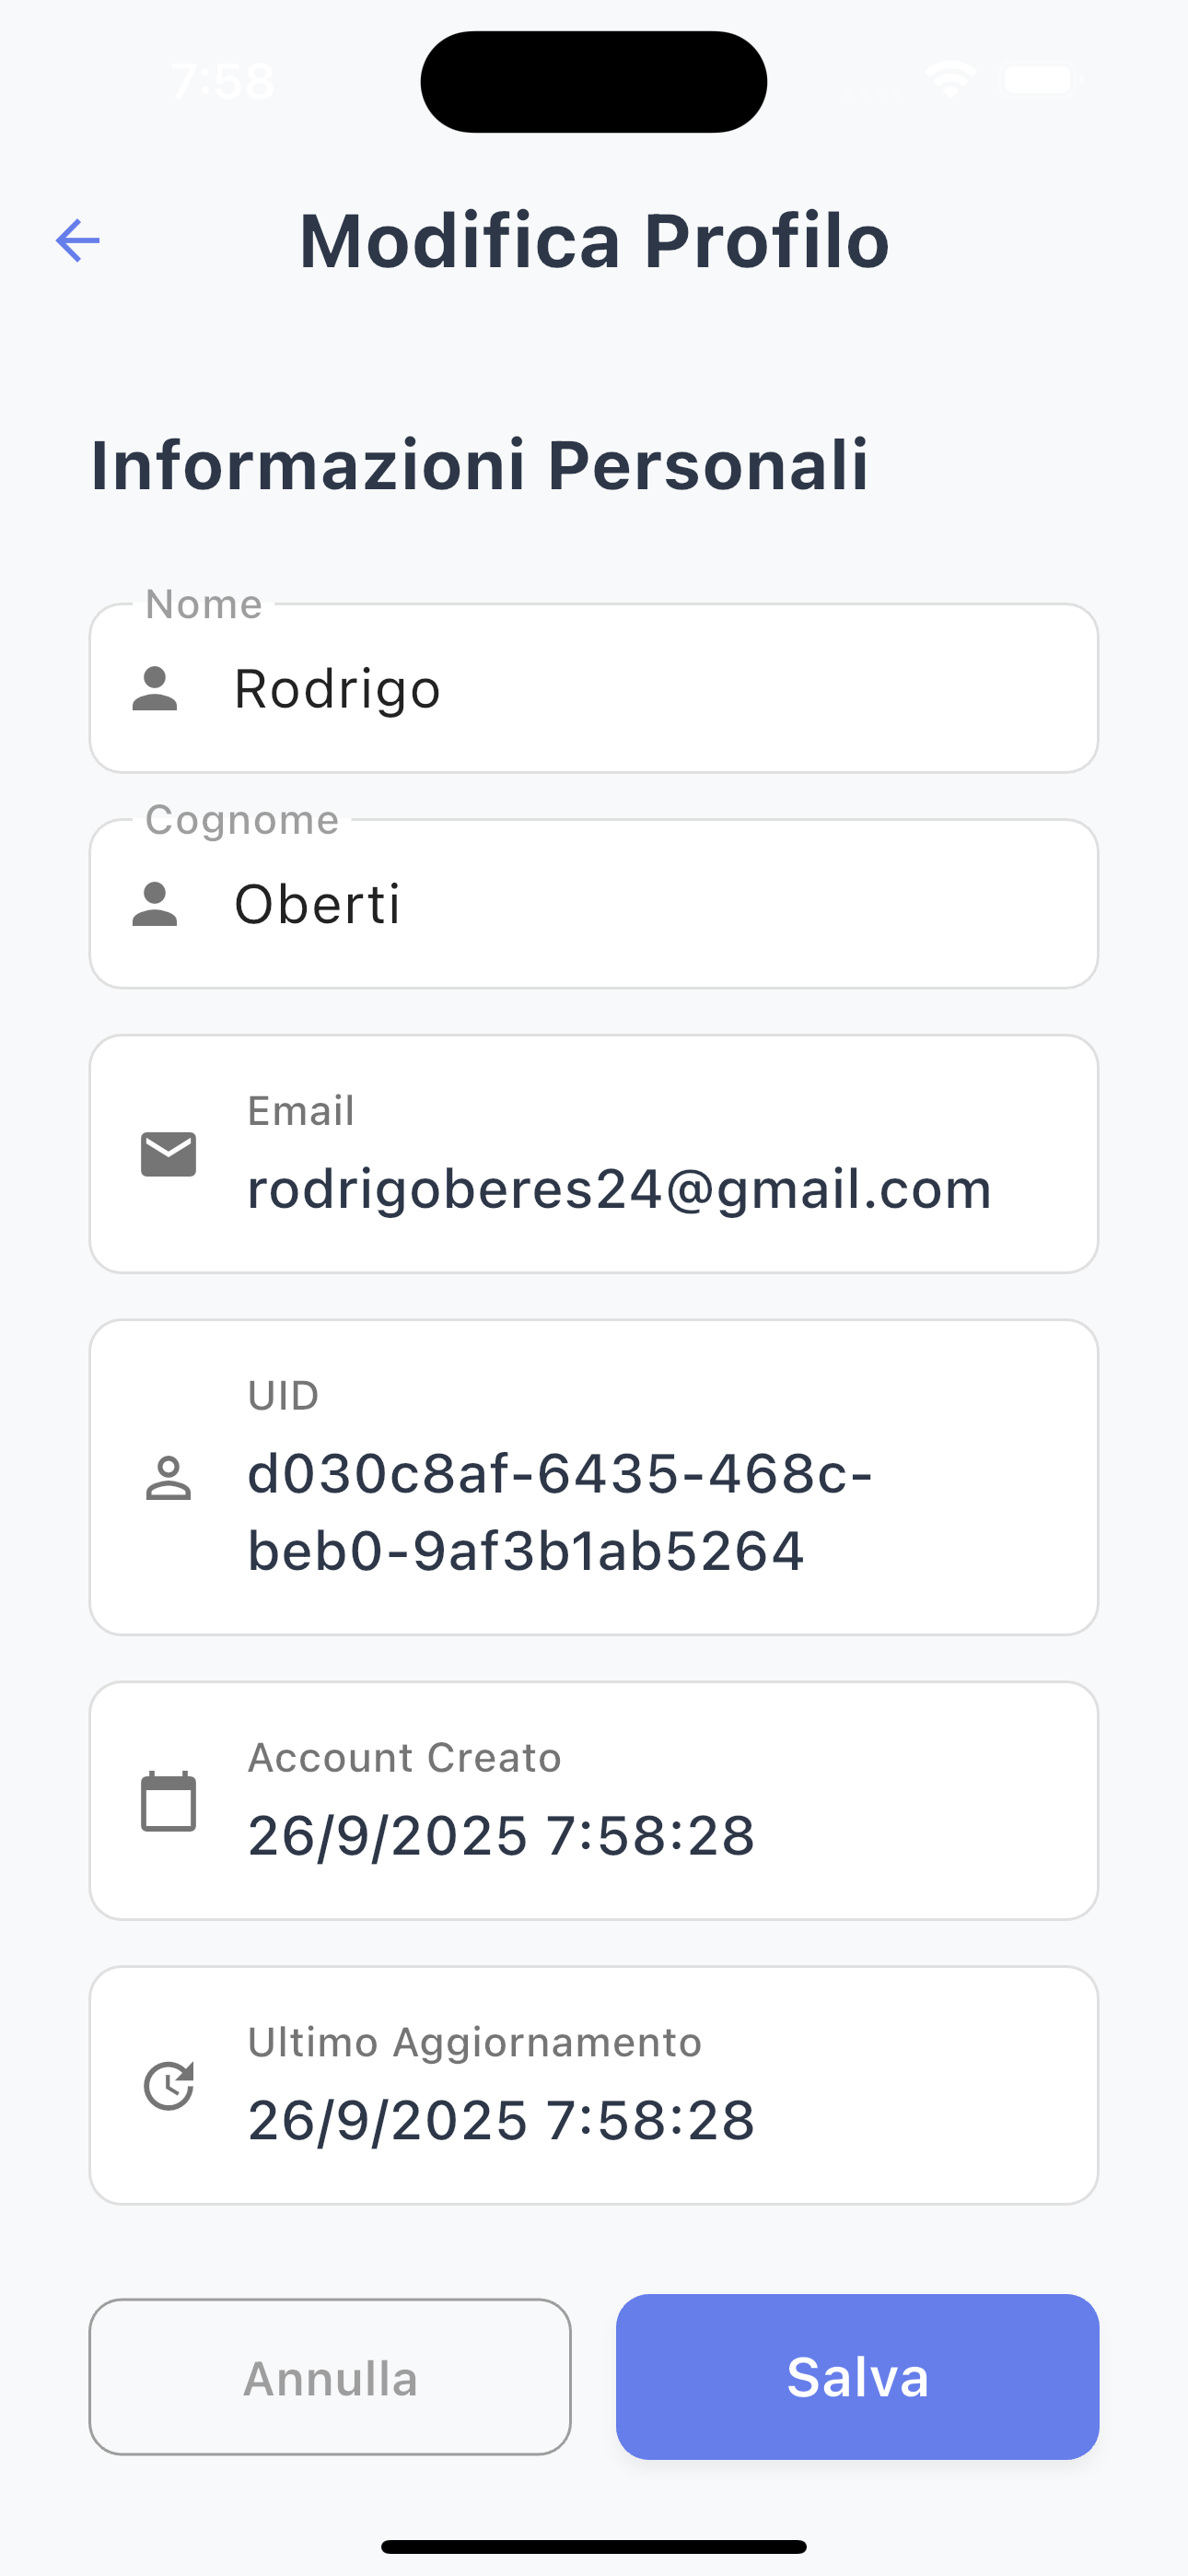 7:58
Modifica Profilo
Informazioni Personali
Nome
Rodrigo
Cognome
Oberti
Email
rodrigoberes24@gmail.com
UID
d030c8af-6435-468c-
beb0-9af3b1ab5264
Account Creato
26/9/2025 7:58:28
Ultimo Aggiornamento
26/9/2025 7:58:28
Annulla
Salva